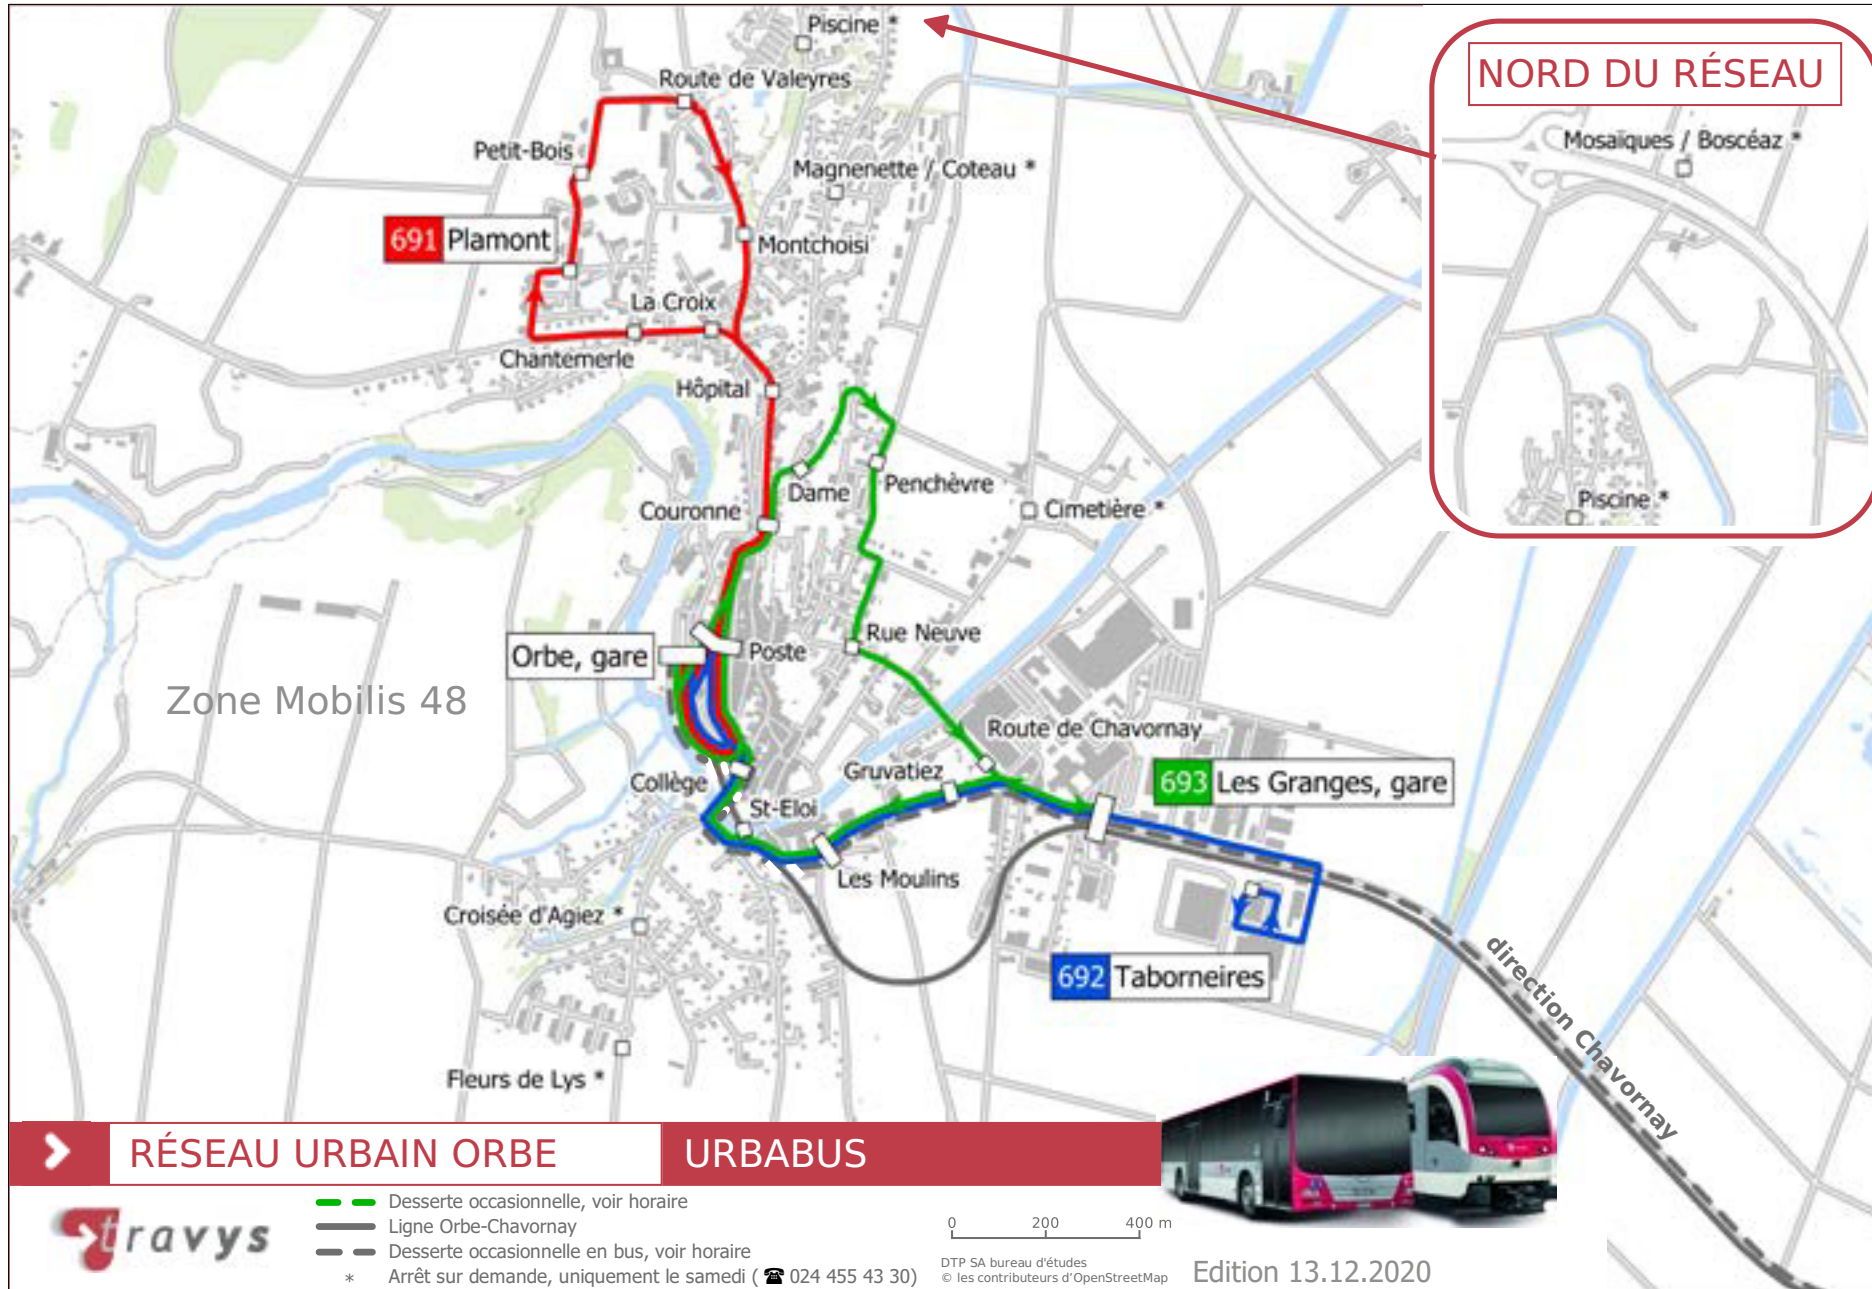 Piscine *
NORD DU RÉSEAU
Route de Valeyres
Mosaïques / Boscéaz *
Petit-Bois
Magnenette / Coteau *
691 Plamont
Montchoisi
La Croix
Chantemerle
Hôpital
Dame
Penchèvre
Piscine *
Couronne
Cimetière *
Rue Neuve
Orbe, gare
Poste
Zone Mobilis 48
Route de Chavornay
Collège
Gruvatiez
693 Les Granges, gare
St-Eloi
Les Moulins
Croisée d'Agiez *
692 Taborneires
direction Chavornay
Fleurs de Lys *
RÉSEAU URBAIN ORBE
URBABUS
travys
Desserte occasionnelle, voir horaire
Ligne Orbe-Chavornay
Desserte occasionnelle en bus, voir horaire
* Arrêt sur demande, uniquement le samedi ( ☎ 024 455 43 30)
0 200 400 m
DTP SA bureau d'études
© les contributeurs d'OpenStreetMap
Edition 13.12.2020